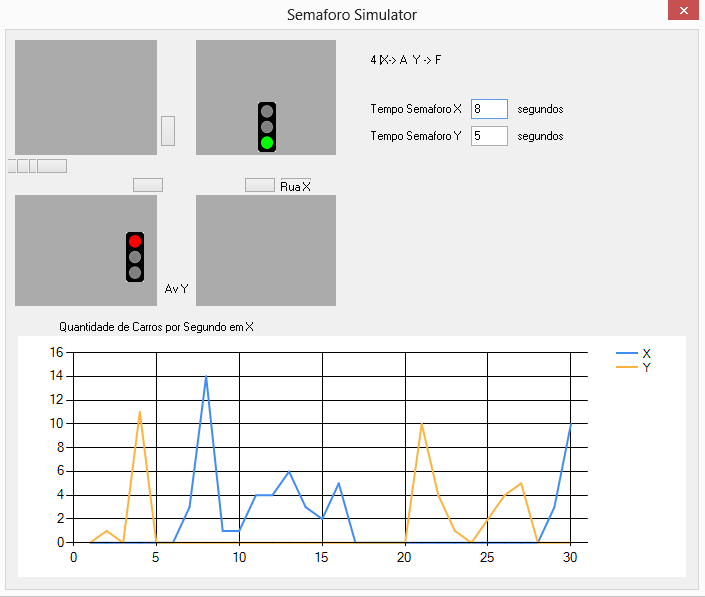 Semaforo Simulator
4 X-> A Y -> F
Tempo Semaforo X 8 segundos
Tempo Semaforo Y 5 segundos
Rua X
Av Y
Quantidade de Carros por Segundo em X
16
14
12
10
8
6
4
2
0
0 5 10 15 20 25 30
X
Y